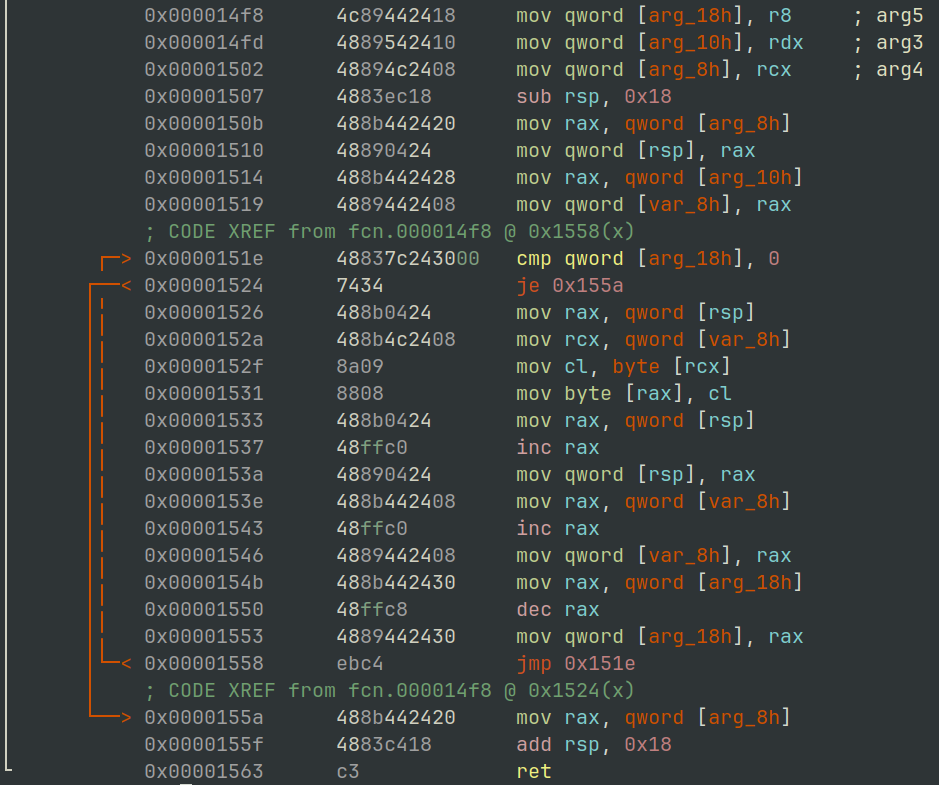 0x000014f8 4c89442418 mov qword [arg_18h], r8 ; arg5
0x000014fd 4889542410 mov qword [arg_10h], rdx ; arg3
0x00001502 48894c2408 mov qword [arg_8h], rcx ; arg4
0x00001507 4883ec18 sub rsp, 0x18
0x0000150b 488b442420 mov rax, qword [arg_8h]
0x00001510 48890424 mov qword [rsp], rax
0x00001514 488b442428 mov rax, qword [arg_10h]
0x00001519 4889442408 mov qword [var_8h], rax
; CODE XREF from fcn.000014f8 @ 0x1558(x)
0x0000151e 48837c243000 cmp qword [arg_18h], 0
0x00001524 7434 je 0x155a
0x00001526 488b0424 mov rax, qword [rsp]
0x0000152a 488b4c2408 mov rcx, qword [var_8h]
0x0000152f 8a09 mov cl, byte [rcx]
0x00001531 8808 mov byte [rax], cl
0x00001533 488b0424 mov rax, qword [rsp]
0x00001537 48ffc0 inc rax
0x0000153a 48890424 mov qword [rsp], rax
0x0000153e 488b442408 mov rax, qword [var_8h]
0x00001543 48ffc0 inc rax
0x00001546 4889442408 mov qword [var_8h], rax
0x0000154b 488b442430 mov rax, qword [arg_18h]
0x00001550 48ffc8 dec rax
0x00001553 4889442430 mov qword [arg_18h], rax
0x00001558 ebc4 jmp 0x151e
; CODE XREF from fcn.000014f8 @ 0x1524(x)
0x0000155a 488b442420 mov rax, qword [arg_8h]
0x0000155f 4883c418 add rsp, 0x18
0x00001563 c3 ret